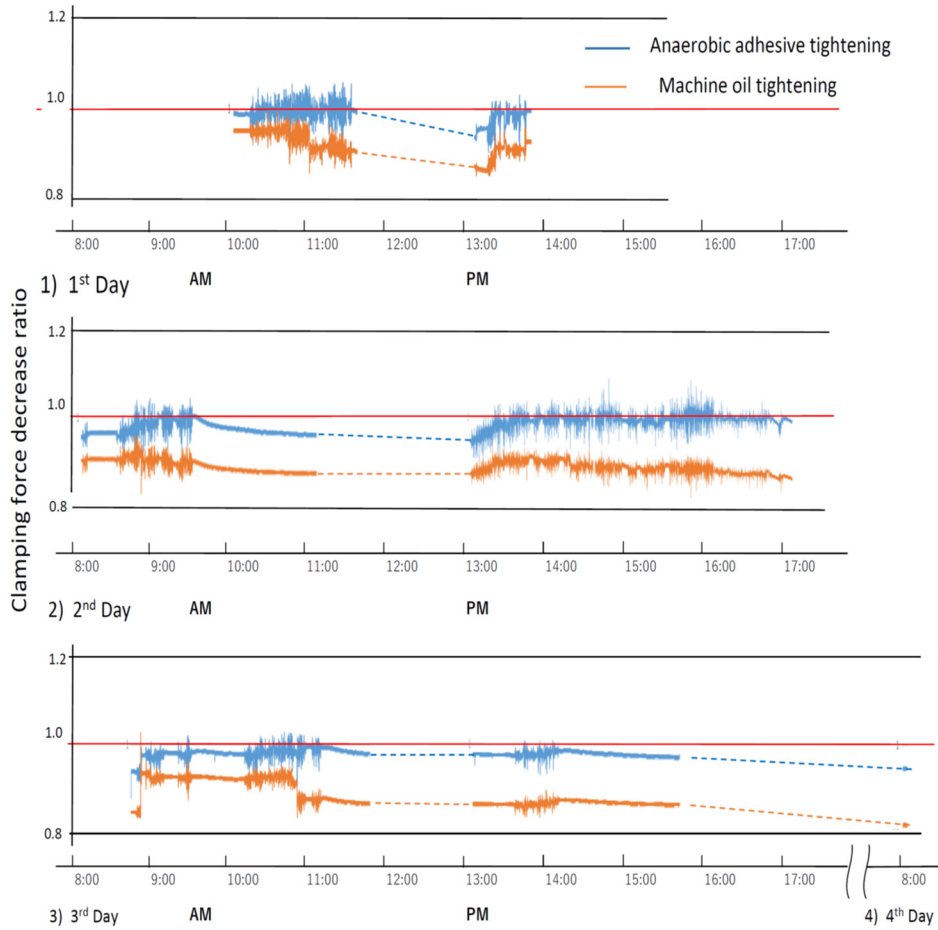 Clamping force decrease ratio
1.2
Anaerobic adhesive tightening
Machine oil tightening
1.0
0.8
8:00 9:00 10:00 11:00 12:00 13:00 14:00 15:00 16:00 17:00
1) 1st Day AM PM
1.2
1.0
0.8
8:00 9:00 10:00 11:00 12:00 13:00 14:00 15:00 16:00 17:00
2) 2nd Day AM PM
1.2
1.0
0.8
8:00 9:00 10:00 11:00 12:00 13:00 14:00 15:00 16:00 17:00 8:00
3) 3rd Day AM PM 4) 4th Day